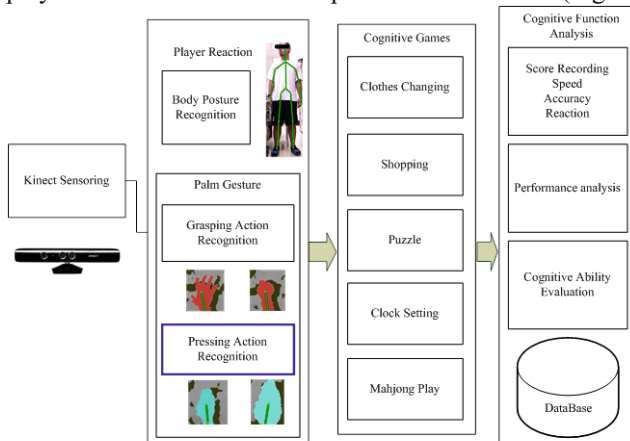 Kinect Sensoring
Player Reaction
Body Posture
Recognition
Palm Gesture
Grasping Action
Recognition
Pressing Action
Recognition
Cognitive Games
Clothes Changing
Shopping
Puzzle
Clock Setting
Mahjong Play
Cognitive Function
Analysis
Score Recording
Speed
Accuracy
Reaction
Performance analysis
Cognitive Ability
Evaluation
DataBase